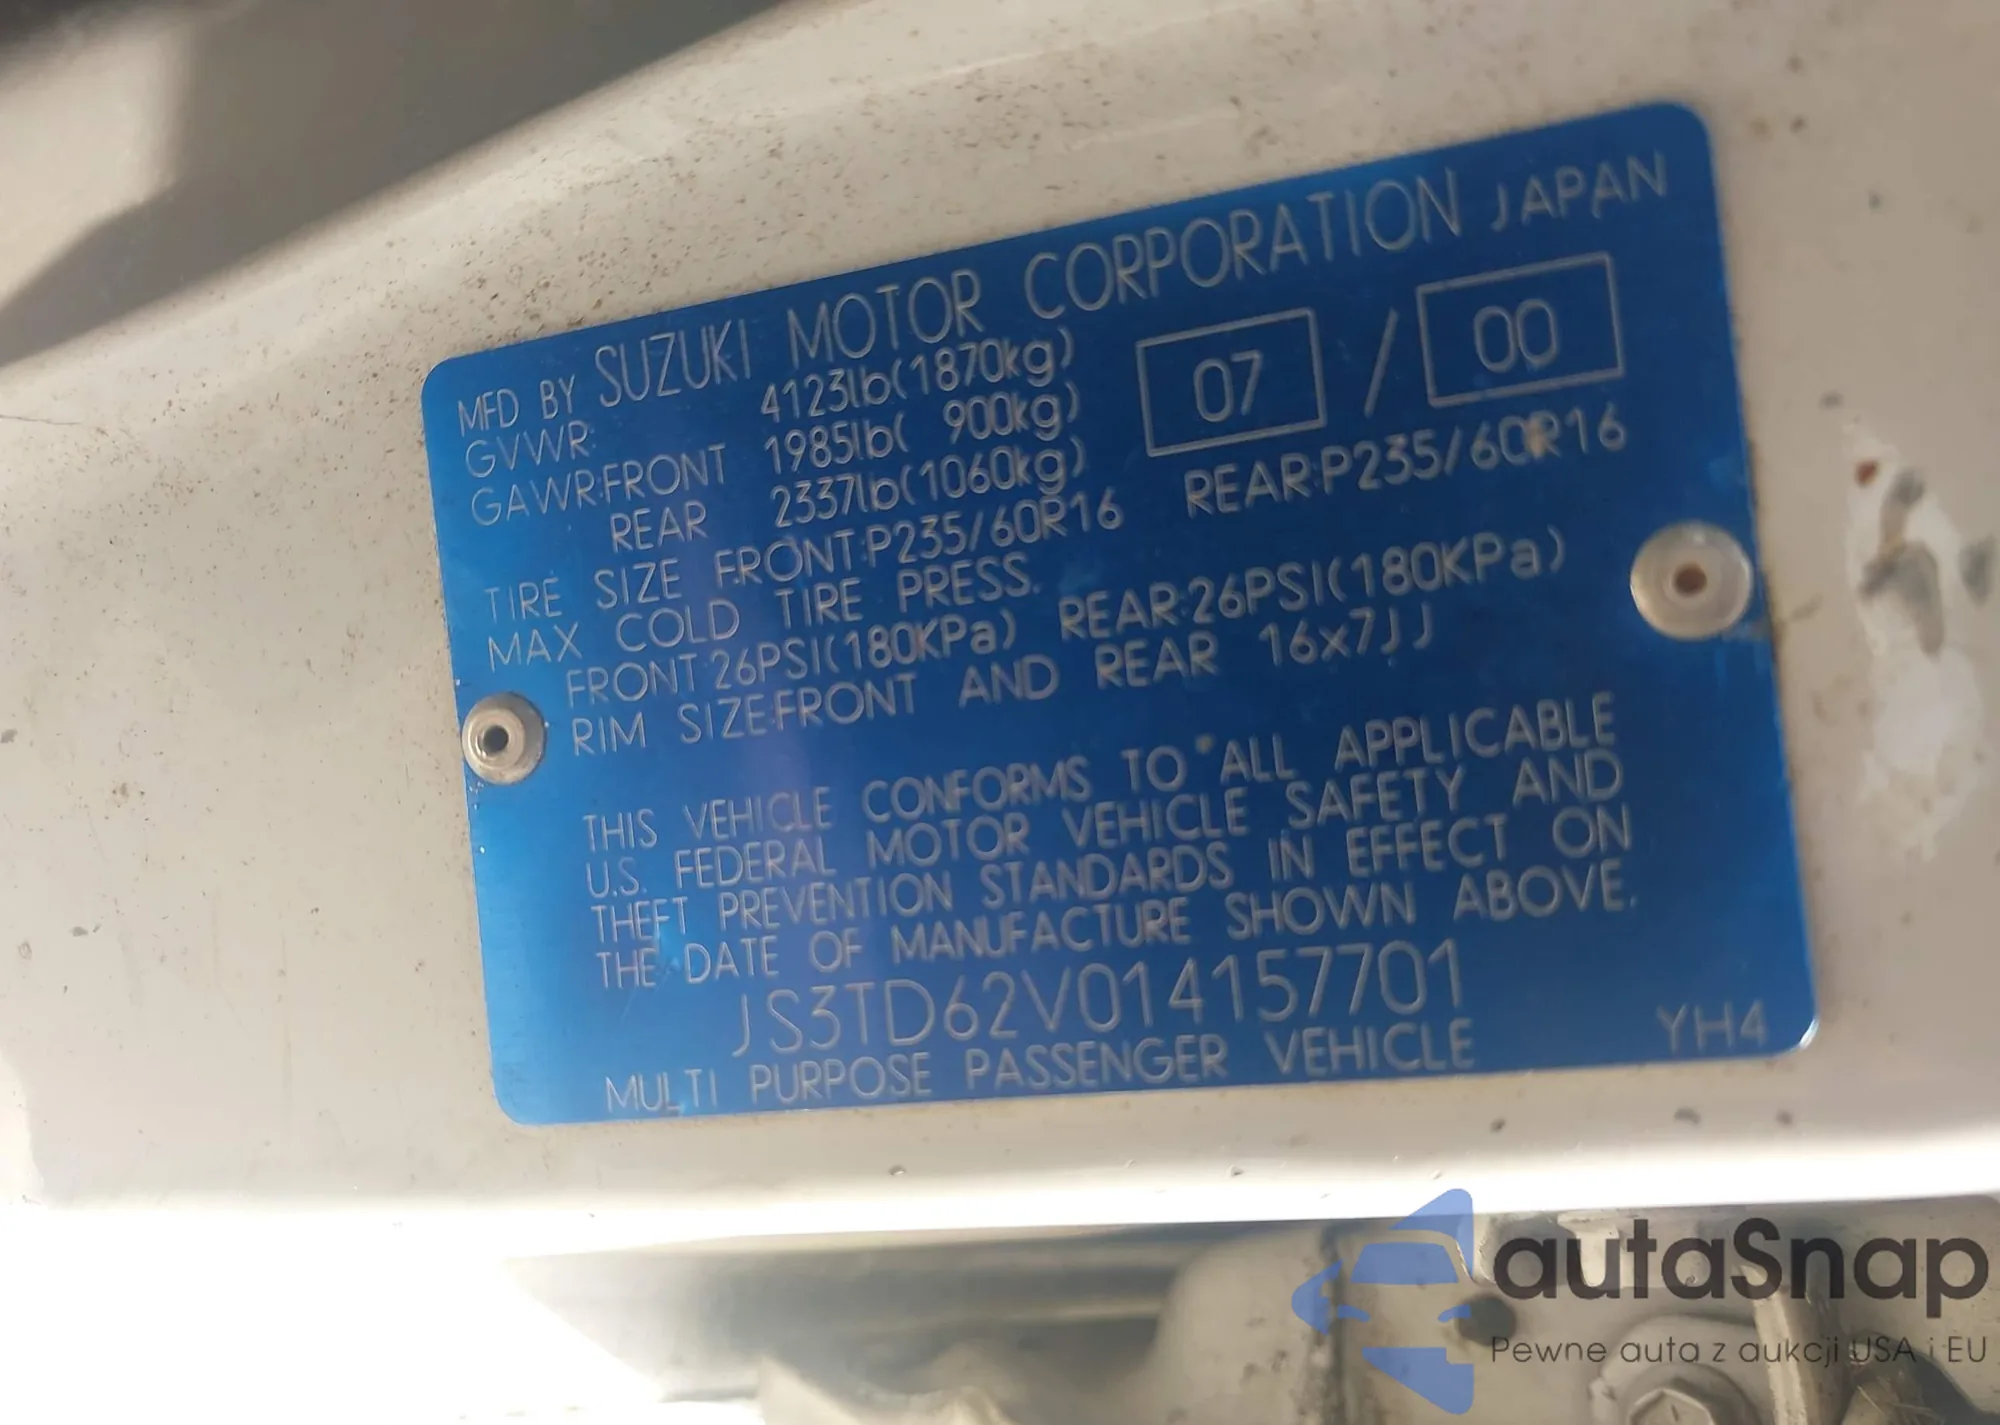 MFD BY SUZUKI MOTOR CORPORATION JAPAN
GVWR: 4123lb(1870kg) 07 / 00
GAWR:FRONT 1985lb( 900kg)
REAR 2337lb(1060kg)
TIRE SIZE FRONT:P235/60R16 REAR:P235/60R16
MAX COLD TIRE PRESS.
FRONT:26PSI(180KPa) REAR:26PSI(180KPa)
RIM SIZE:FRONT AND REAR 16x7JJ
THIS VEHICLE CONFORMS TO ALL APPLICABLE
U.S. FEDERAL MOTOR VEHICLE SAFETY AND
THEFT PREVENTION STANDARDS IN EFFECT ON
THE DATE OF MANUFACTURE SHOWN ABOVE.
JS3TD62V014157701
MULTI PURPOSE PASSENGER VEHICLE YH4
autaSnap
Pewne auta z aukcji USA i EU